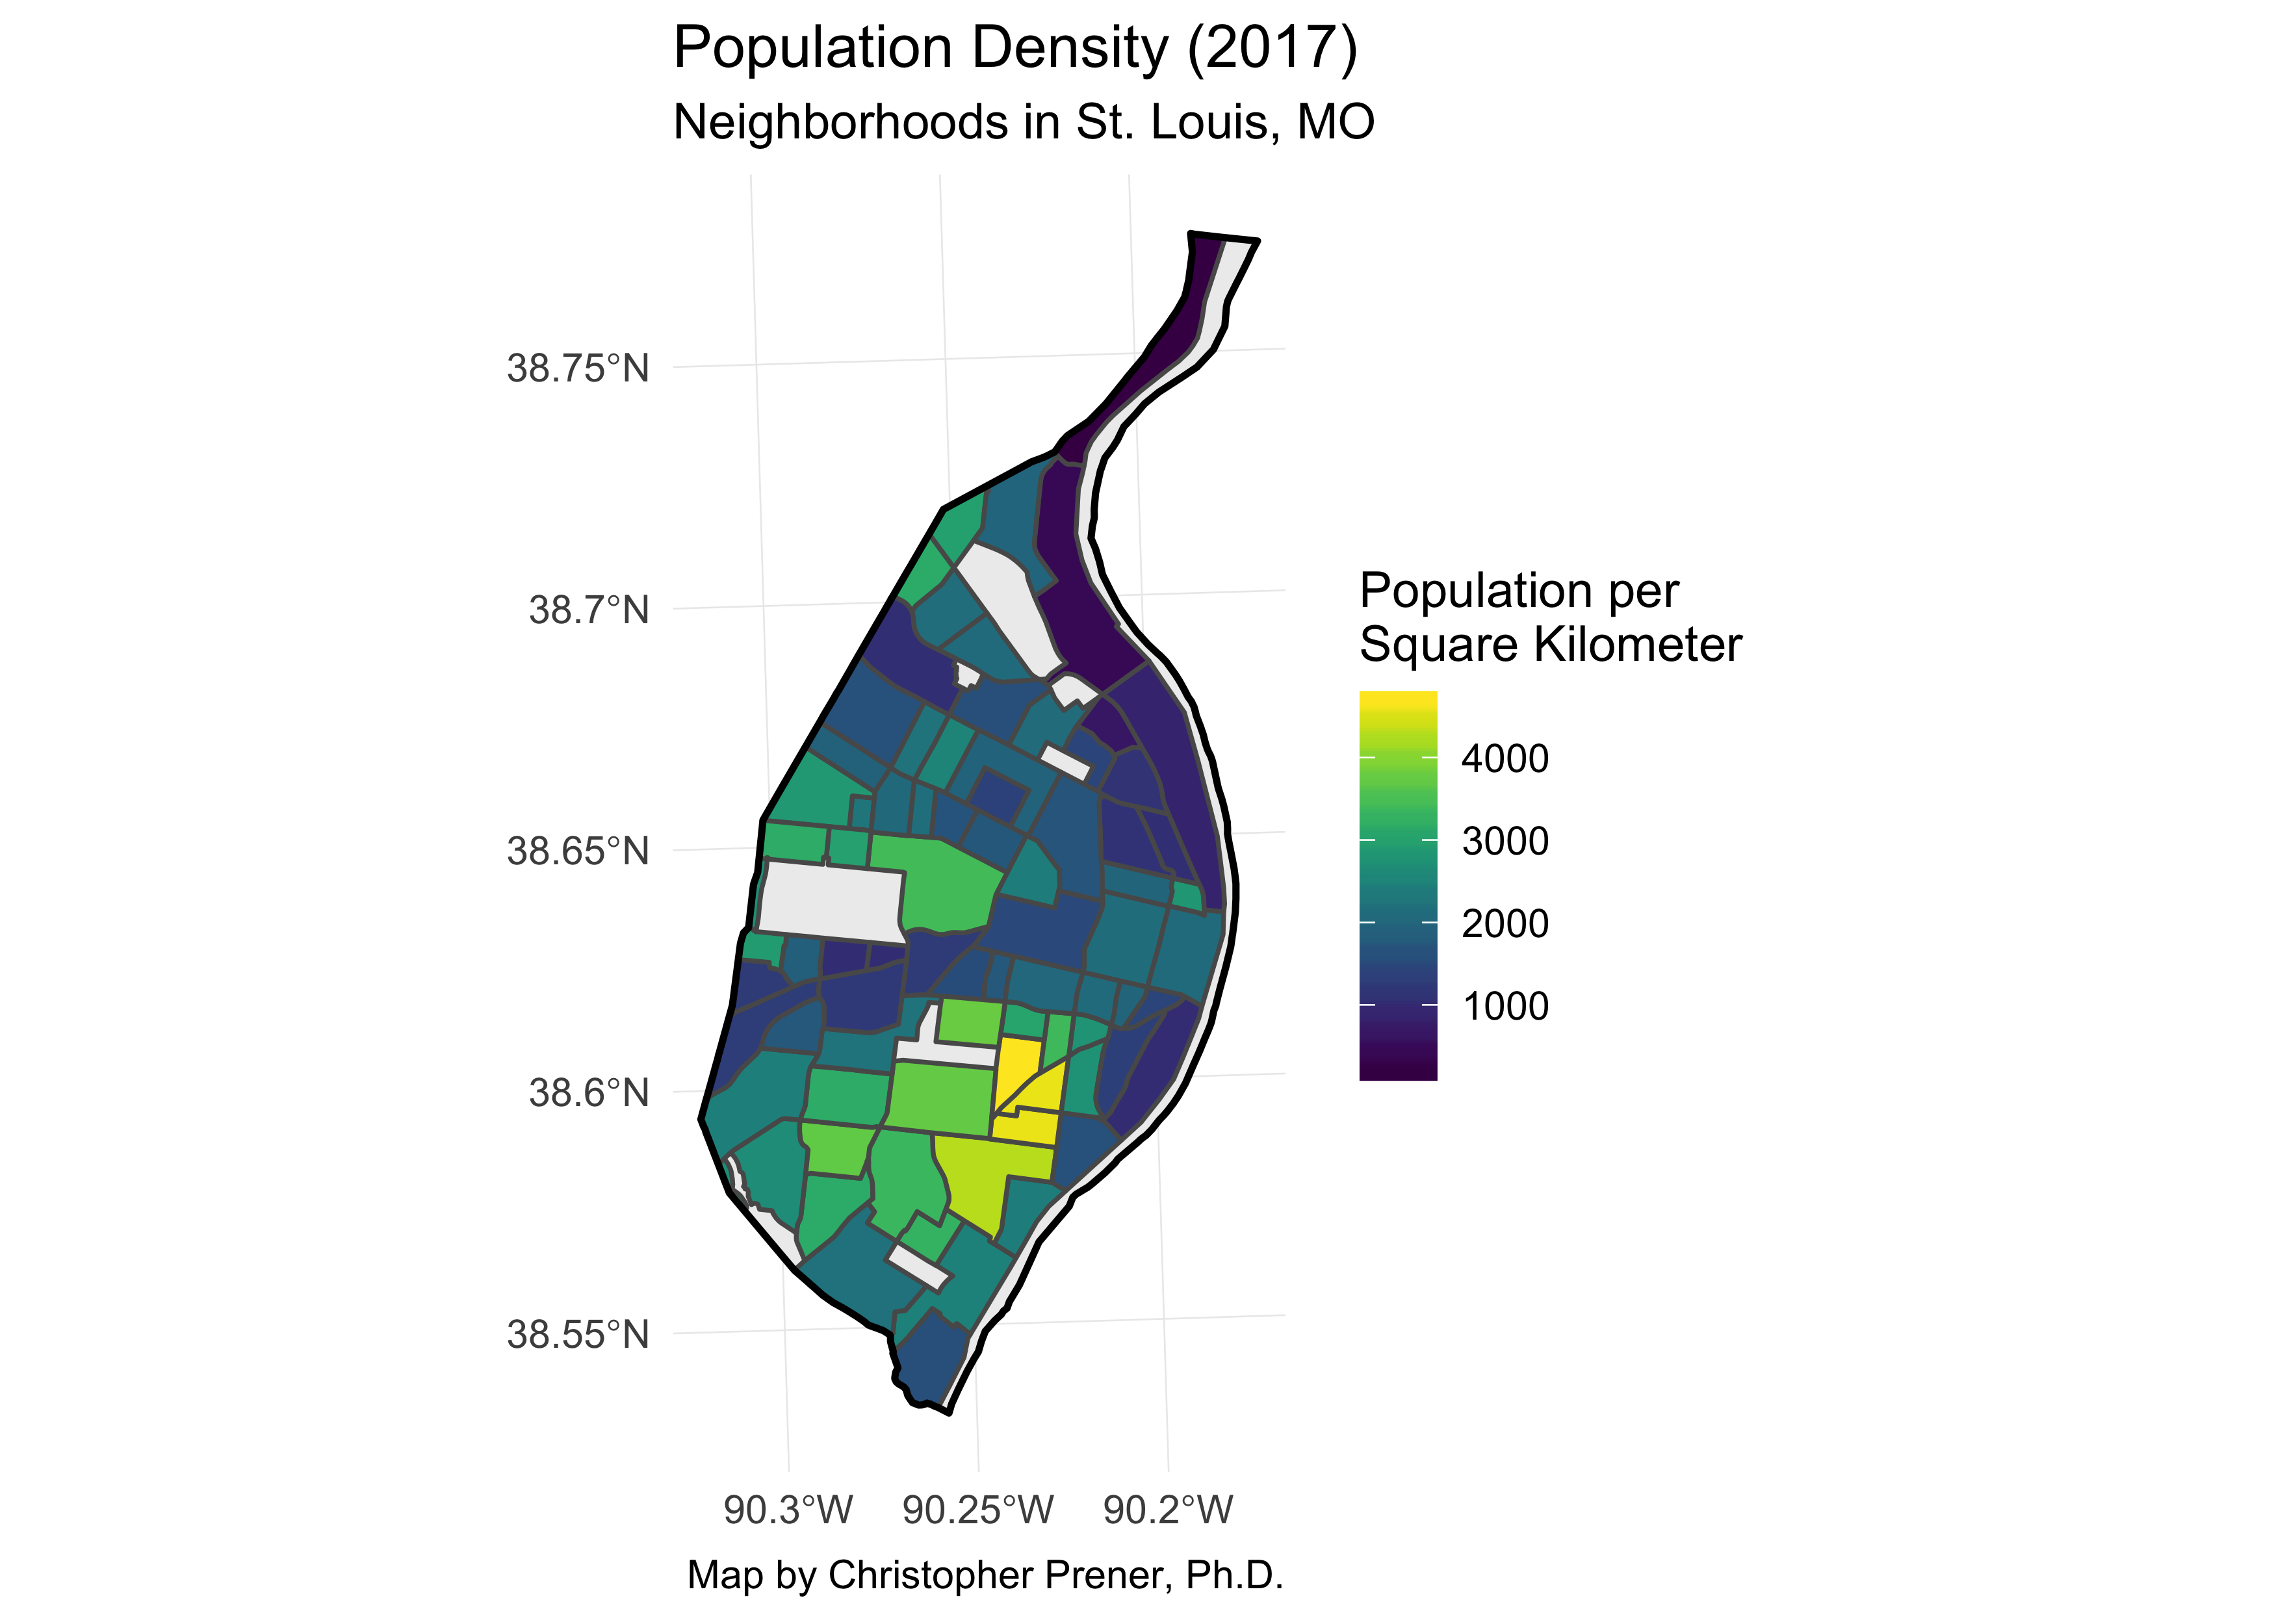 Population Density (2017)
Neighborhoods in St. Louis, MO
38.75°N
38.7°N
38.65°N
38.6°N
38.55°N
90.3°W
90.25°W
90.2°W
Population per
Square Kilometer
4000
3000
2000
1000
Map by Christopher Prener, Ph.D.